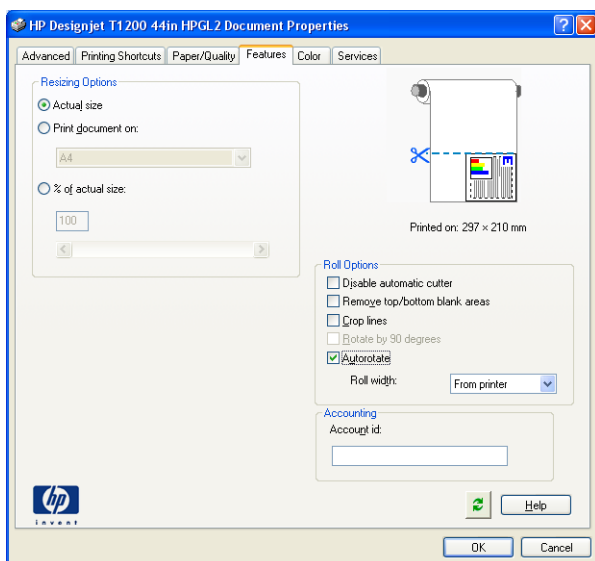 HP Designjet T1200 44in HPGL2 Document Properties
Advanced Printing Shortcuts Paper/Quality Features Color Services
Resizing Options
Actual size
Print document on:
A4
% of actual size:
100
Printed on: 297 × 210 mm
Roll Options
Disable automatic cutter
Remove top/bottom blank areas
Crop lines
Rotate by 90 degrees
Autorotate
Roll width: From printer
Accounting
Account id:
hp
invent
Help
OK Cancel